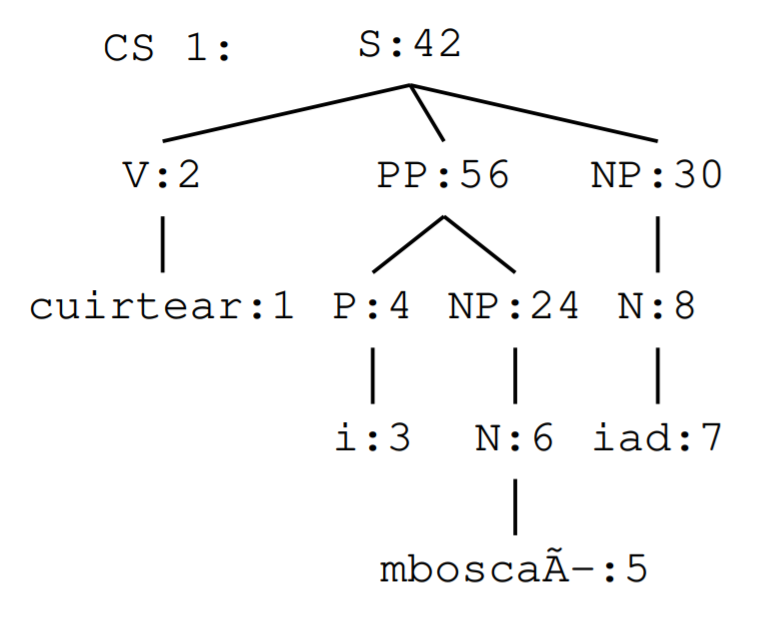 CS 1: S:42
V:2 PP:56 NP:30
cuirtear:1 P:4 NP:24 N:8
i:3 N:6 iad:7
mboscaÃ-:5